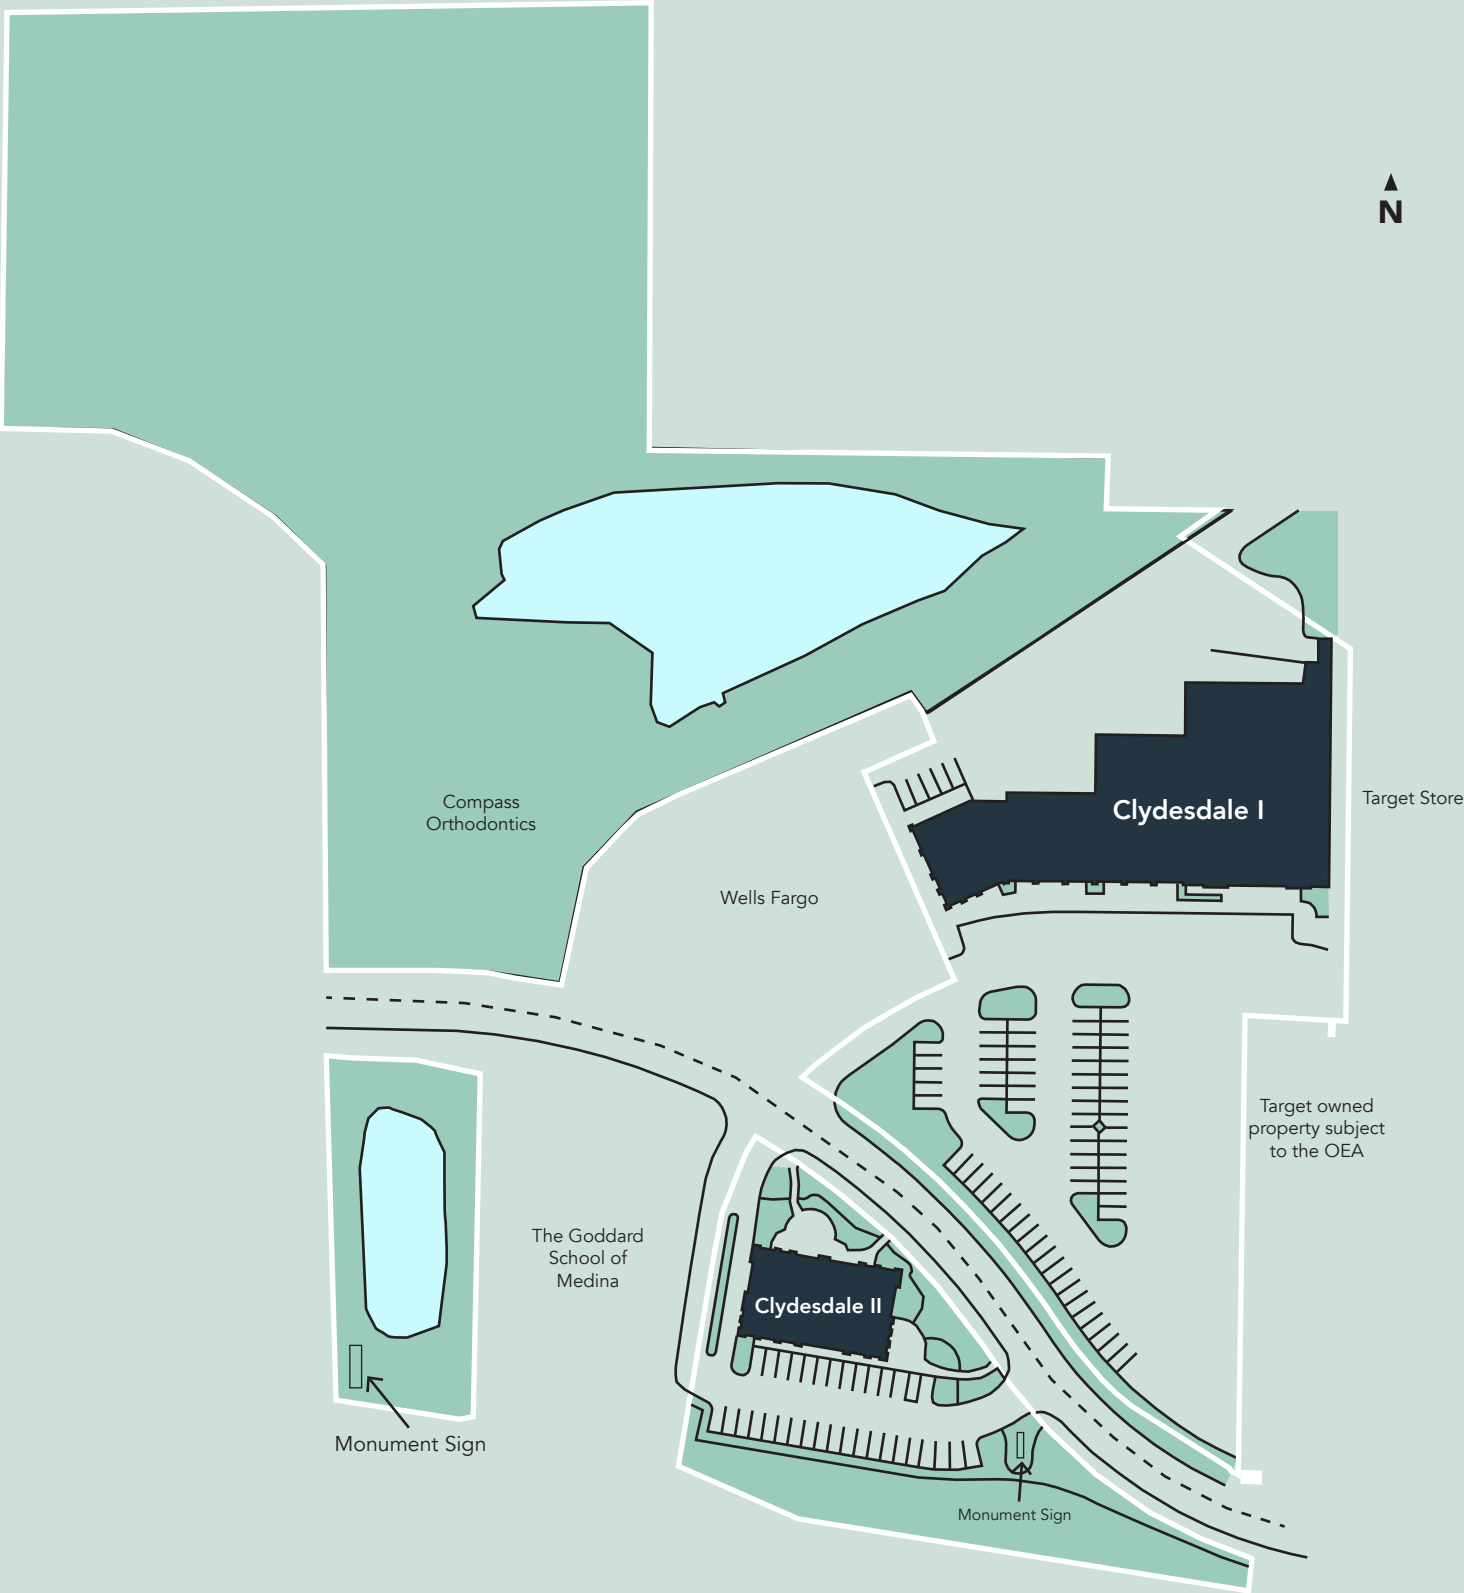 N
Compass
Orthodontics
Clydesdale I
Target Store
Wells Fargo
Target owned
property subject
to the OEA
The Goddard
School of
Medina
Clydesdale II
Monument Sign
Monument Sign